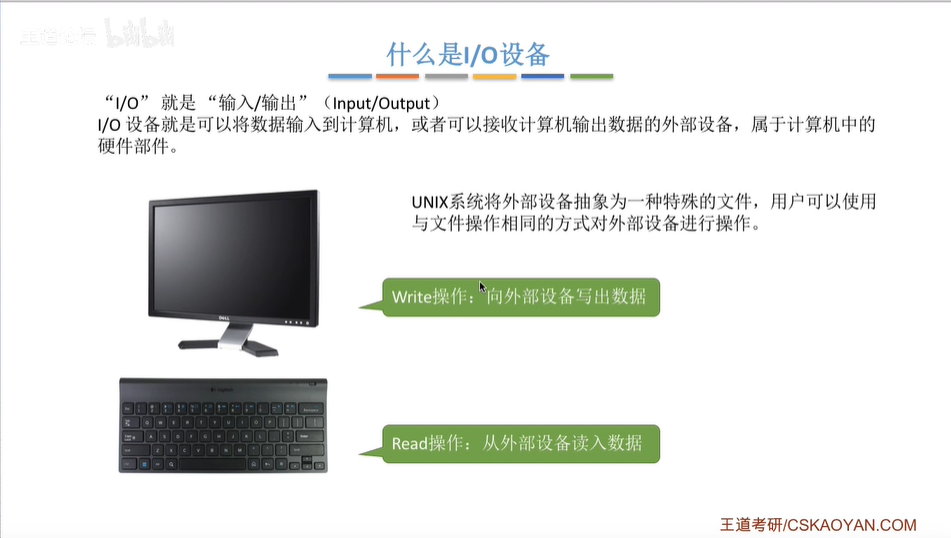 王道考研 bilibili
什么是I/O设备
“I/O” 就是 “输入/输出”（Input/Output）
I/O 设备就是可以将数据输入到计算机，或者可以接收计算机输出数据的外部设备，属于计算机中的
硬件部件。
UNIX系统将外部设备抽象为一种特殊的文件，用户可以使用
与文件操作相同的方式对外部设备进行操作。
Write操作：向外部设备写出数据
DELL
Read操作：从外部设备读入数据
王道考研/CSKAOYAN.COM